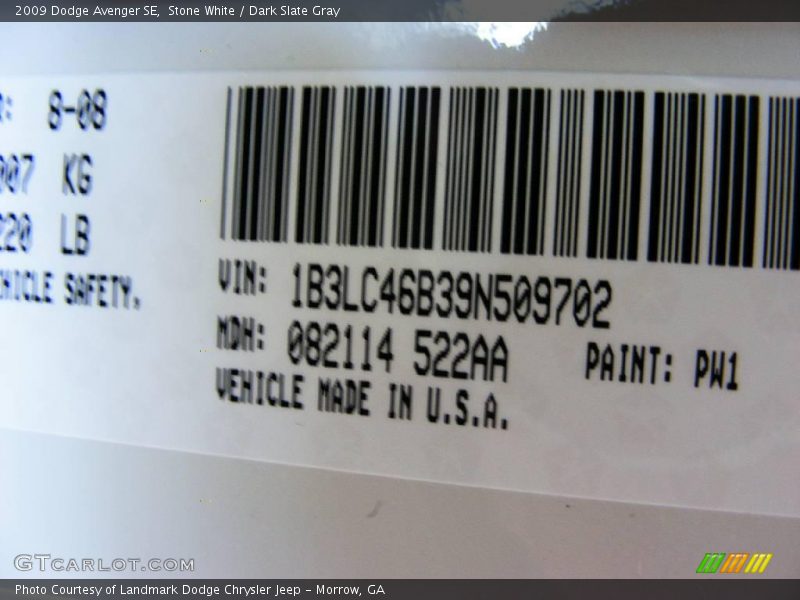 2009 Dodge Avenger SE, Stone White / Dark Slate Gray
8-08
KG
LB
SAFETY.
VIN: 1B3LC46B39N509702
MDH: 082114 522AA
PAINT: PW1
VEHICLE MADE IN U.S.A.
GTCARLOT.COM
Photo Courtesy of Landmark Dodge Chrysler Jeep - Morrow, GA